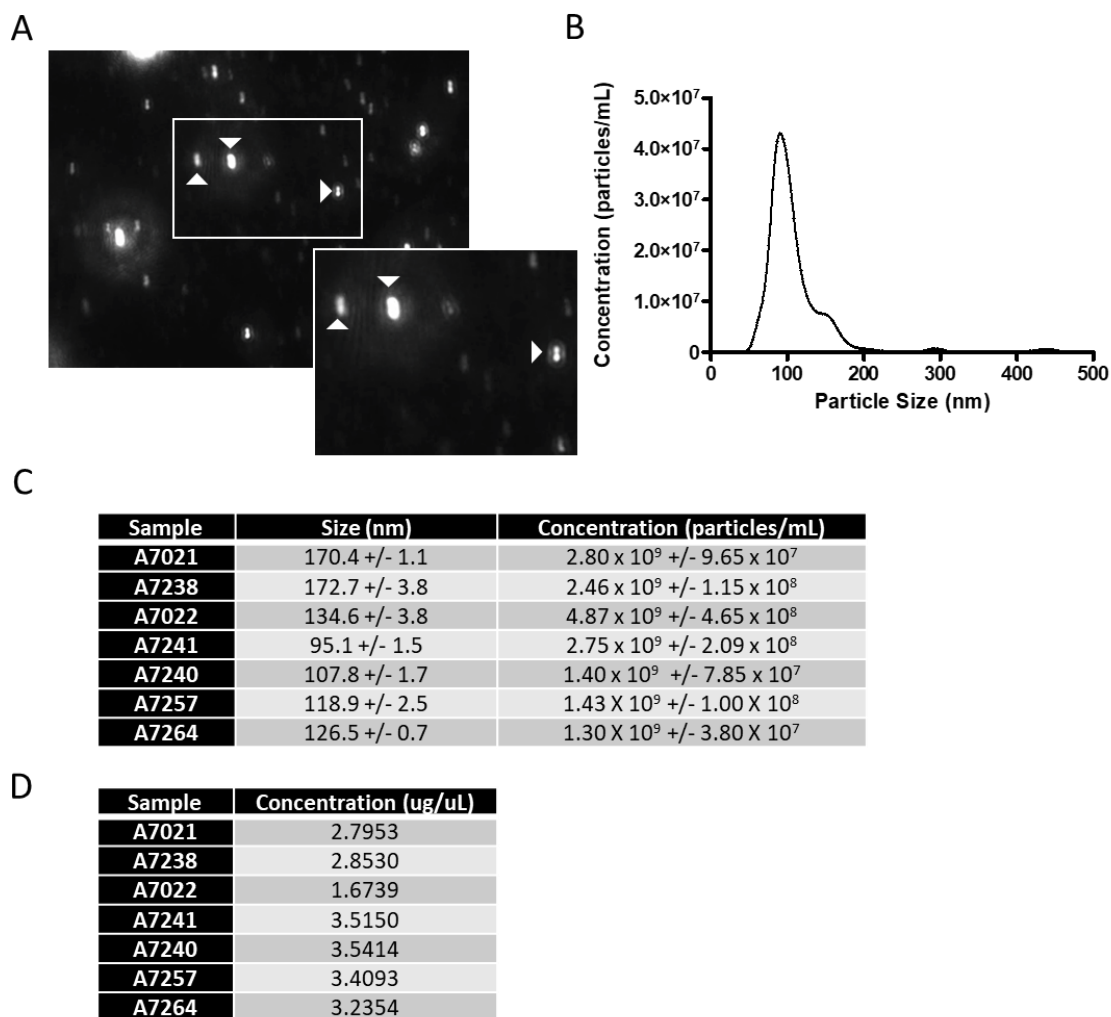 A
B
5.0×10⁷
4.0×10⁷
3.0×10⁷
2.0×10⁷
1.0×10⁷
0
Concentration (particles/mL)
0 100 200 300 400 500
Particle Size (nm)
C
Sample Size (nm) Concentration (particles/mL)
A7021 170.4 +/- 1.1 2.80 x 10⁹ +/- 9.65 x 10⁷
A7238 172.7 +/- 3.8 2.46 x 10⁹ +/- 1.15 x 10⁸
A7022 134.6 +/- 3.8 4.87 x 10⁹ +/- 4.65 x 10⁸
A7241 95.1 +/- 1.5 2.75 x 10⁹ +/- 2.09 x 10⁸
A7240 107.8 +/- 1.7 1.40 x 10⁹ +/- 7.85 x 10⁷
A7257 118.9 +/- 2.5 1.43 X 10⁹ +/- 1.00 X 10⁸
A7264 126.5 +/- 0.7 1.30 X 10⁹ +/- 3.80 X 10⁷
D
Sample Concentration (ug/uL)
A7021 2.7953
A7238 2.8530
A7022 1.6739
A7241 3.5150
A7240 3.5414
A7257 3.4093
A7264 3.2354